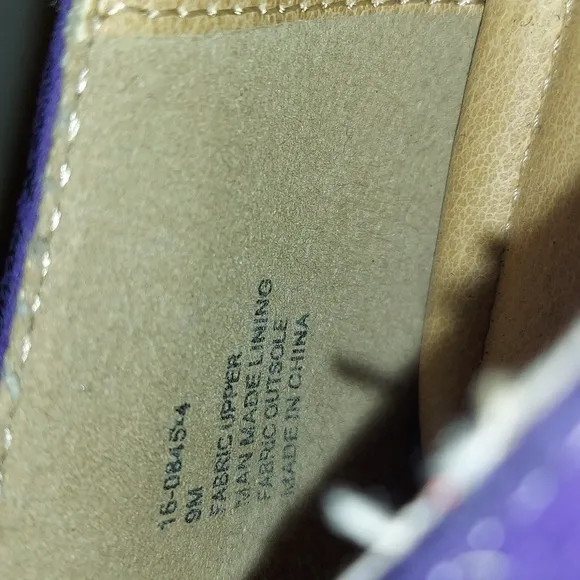 16-0845-4
9M
FABRIC UPPER
MAN MADE LINING
FABRIC OUTSOLE
MADE IN CHINA